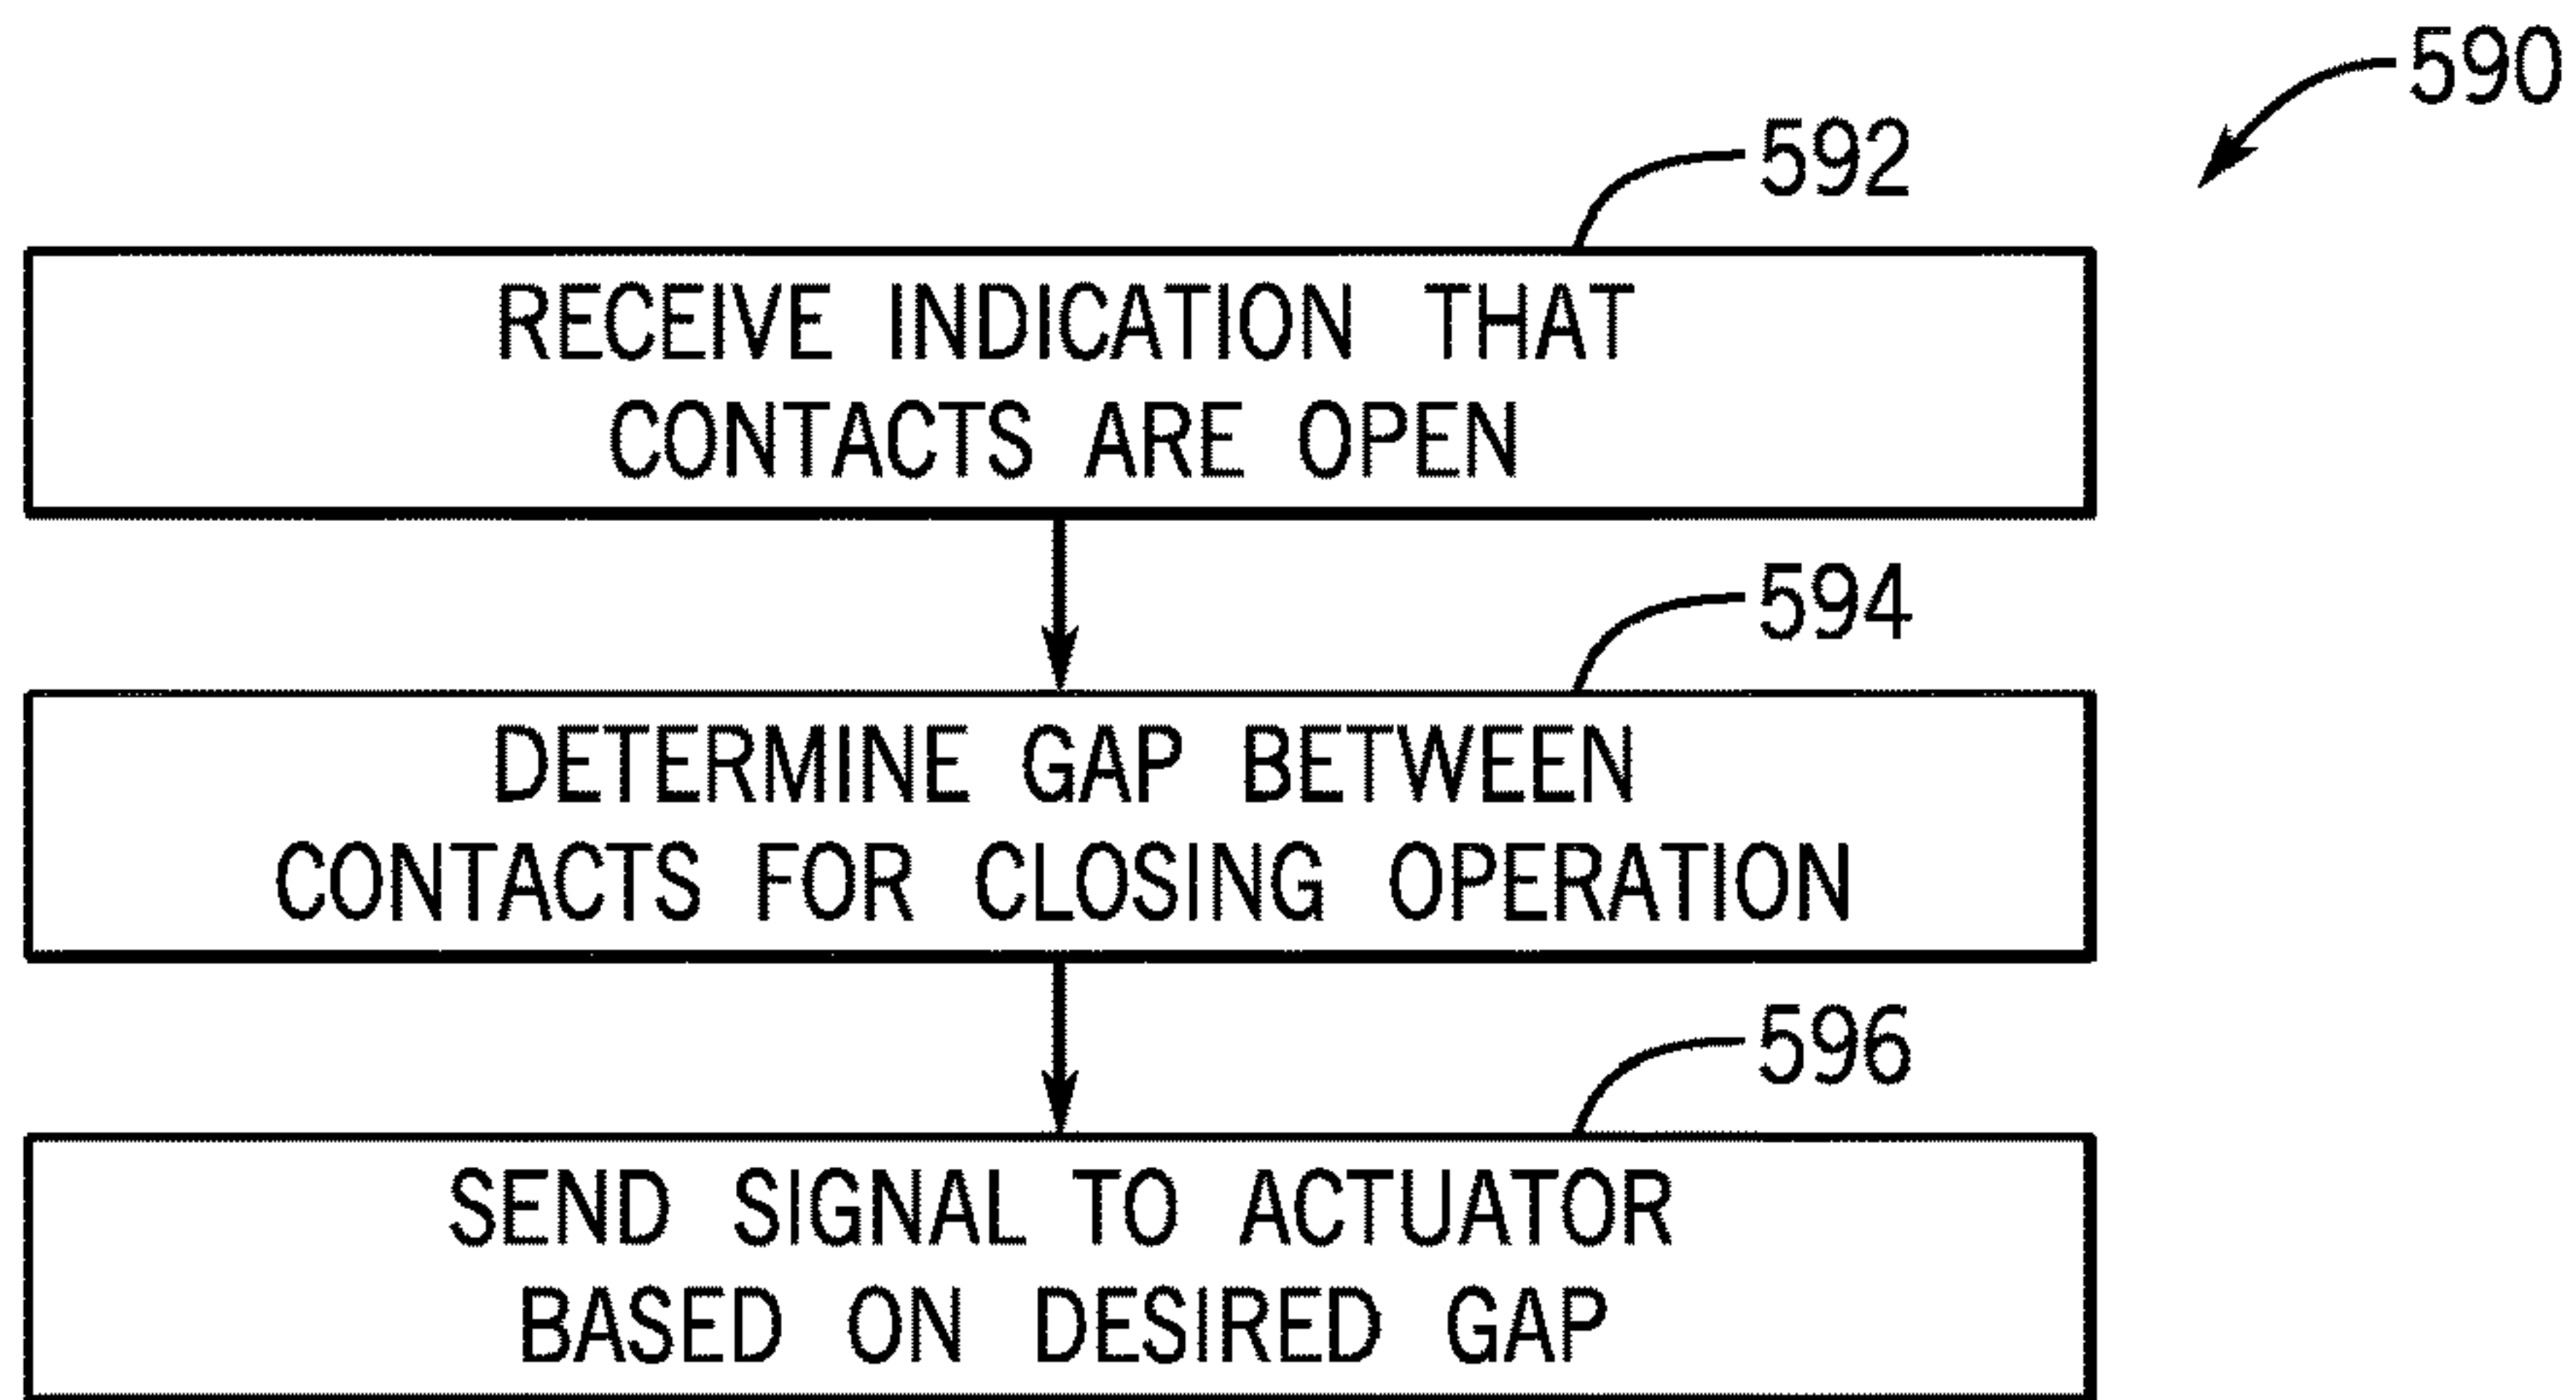 590
592
RECEIVE INDICATION THAT
CONTACTS ARE OPEN
594
DETERMINE GAP BETWEEN
CONTACTS FOR CLOSING OPERATION
596
SEND SIGNAL TO ACTUATOR
BASED ON DESIRED GAP